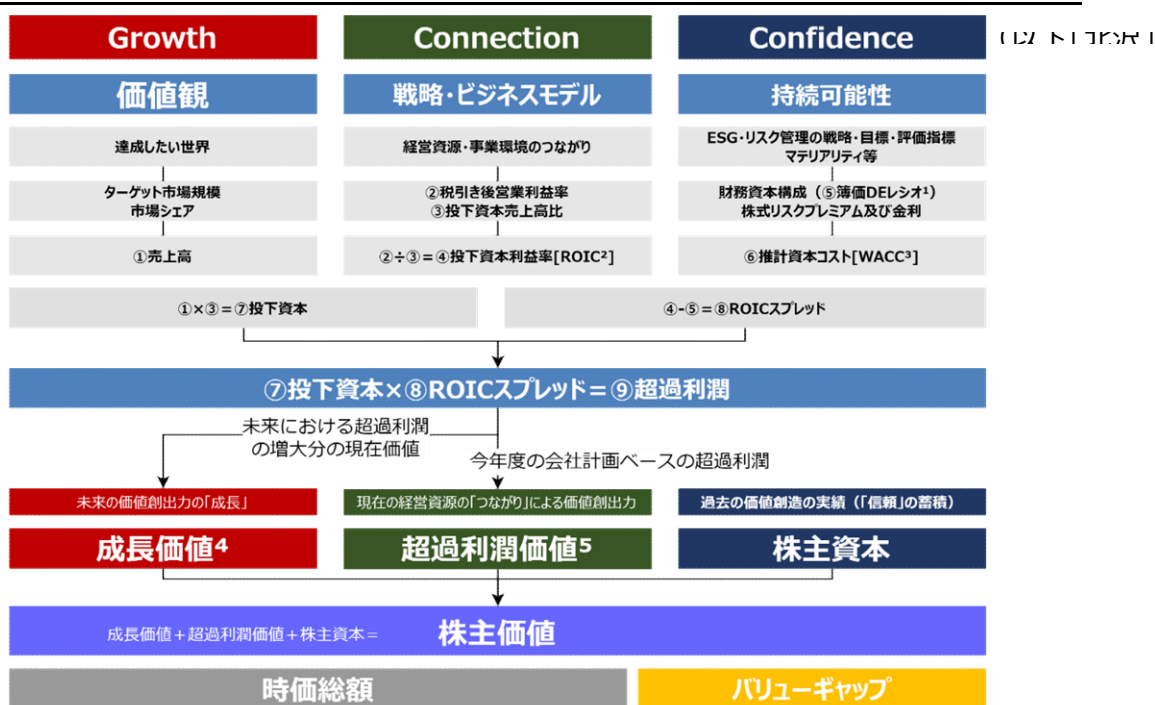 Growth
Connection
Confidence
価値観
戦略・ビジネスモデル
持続可能性
達成したい世界
経営資源・事業環境のつながり
ESG・リスク管理の戦略・目標・評価指標
マテリアリティ等
ターゲット市場規模
市場シェア
②税引き後営業利益率
③投下資本売上高比
財務資本構成（⑤簿価DEレシオ¹）
株式リスクプレミアム及び金利
①売上高
②÷③＝④投下資本利益率[ROIC²]
⑥推計資本コスト[WACC³]
①×③＝⑦投下資本
④-⑤＝⑧ROICスプレッド
⑦投下資本×⑧ROICスプレッド＝⑨超過利潤
未来における超過利潤
の増大分の現在価値
今年度の会社計画ベースの超過利潤
未来の価値創出力の「成長」
現在の経営資源の「つながり」による価値創出力
過去の価値創造の実績（「信頼」の蓄積）
成長価値⁴
超過利潤価値⁵
株主資本
成長価値＋超過利潤価値＋株主資本＝
株主価値
時価総額
バリューギャップ